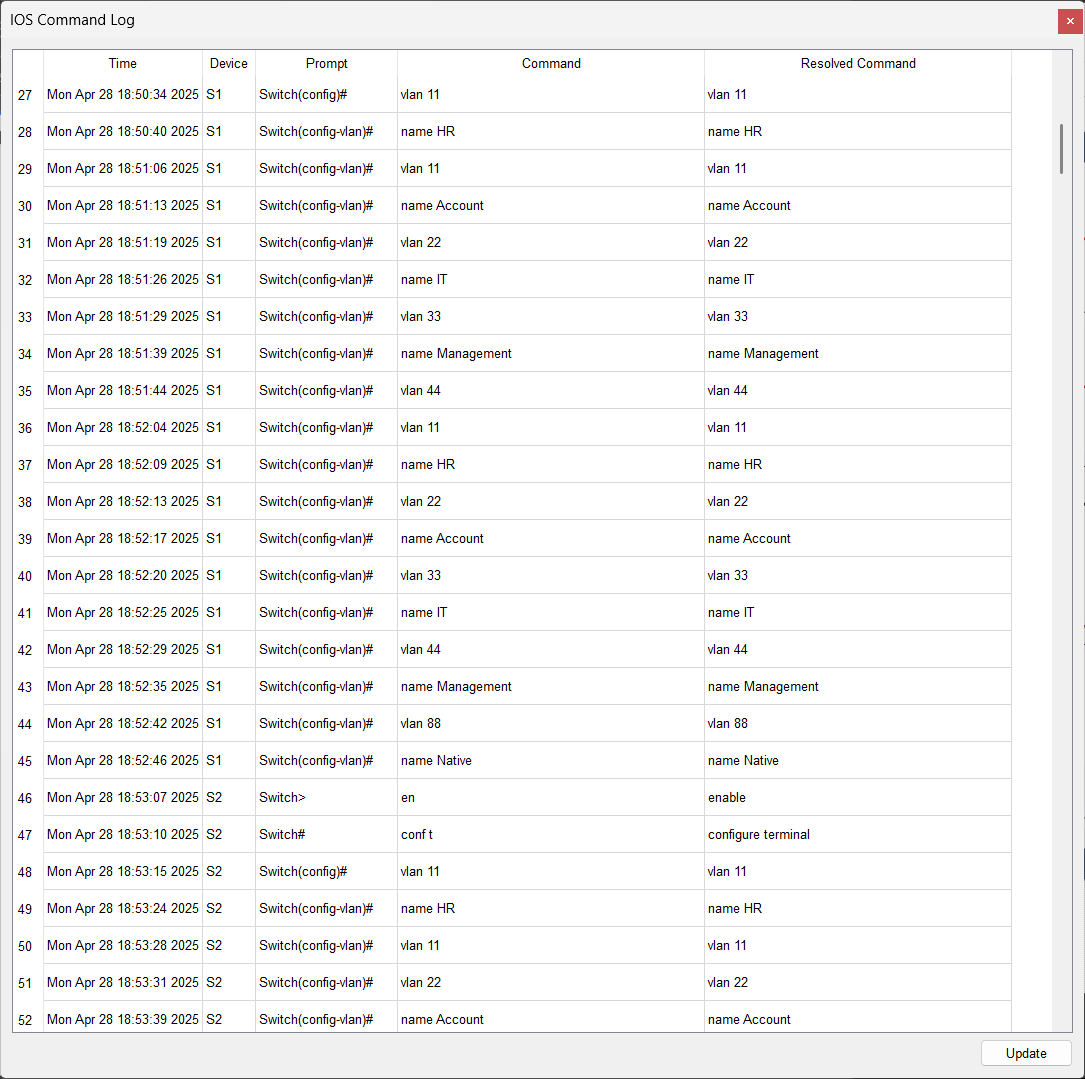 IOS Command Log
Time Device Prompt Command Resolved Command
27 Mon Apr 28 18:50:34 2025 S1 Switch(config)# vlan 11 vlan 11
28 Mon Apr 28 18:50:40 2025 S1 Switch(config-vlan)# name HR name HR
29 Mon Apr 28 18:51:06 2025 S1 Switch(config-vlan)# vlan 11 vlan 11
30 Mon Apr 28 18:51:13 2025 S1 Switch(config-vlan)# name Account name Account
31 Mon Apr 28 18:51:19 2025 S1 Switch(config-vlan)# vlan 22 vlan 22
32 Mon Apr 28 18:51:26 2025 S1 Switch(config-vlan)# name IT name IT
33 Mon Apr 28 18:51:29 2025 S1 Switch(config-vlan)# vlan 33 vlan 33
34 Mon Apr 28 18:51:39 2025 S1 Switch(config-vlan)# name Management name Management
35 Mon Apr 28 18:51:44 2025 S1 Switch(config-vlan)# vlan 44 vlan 44
36 Mon Apr 28 18:52:04 2025 S1 Switch(config-vlan)# vlan 11 vlan 11
37 Mon Apr 28 18:52:09 2025 S1 Switch(config-vlan)# name HR name HR
38 Mon Apr 28 18:52:13 2025 S1 Switch(config-vlan)# vlan 22 vlan 22
39 Mon Apr 28 18:52:17 2025 S1 Switch(config-vlan)# name Account name Account
40 Mon Apr 28 18:52:20 2025 S1 Switch(config-vlan)# vlan 33 vlan 33
41 Mon Apr 28 18:52:25 2025 S1 Switch(config-vlan)# name IT name IT
42 Mon Apr 28 18:52:29 2025 S1 Switch(config-vlan)# vlan 44 vlan 44
43 Mon Apr 28 18:52:35 2025 S1 Switch(config-vlan)# name Management name Management
44 Mon Apr 28 18:52:42 2025 S1 Switch(config-vlan)# vlan 88 vlan 88
45 Mon Apr 28 18:52:46 2025 S1 Switch(config-vlan)# name Native name Native
46 Mon Apr 28 18:53:07 2025 S2 Switch> en enable
47 Mon Apr 28 18:53:10 2025 S2 Switch# conf t configure terminal
48 Mon Apr 28 18:53:15 2025 S2 Switch(config)# vlan 11 vlan 11
49 Mon Apr 28 18:53:24 2025 S2 Switch(config-vlan)# name HR name HR
50 Mon Apr 28 18:53:28 2025 S2 Switch(config-vlan)# vlan 11 vlan 11
51 Mon Apr 28 18:53:31 2025 S2 Switch(config-vlan)# vlan 22 vlan 22
52 Mon Apr 28 18:53:39 2025 S2 Switch(config-vlan)# name Account name Account
Update